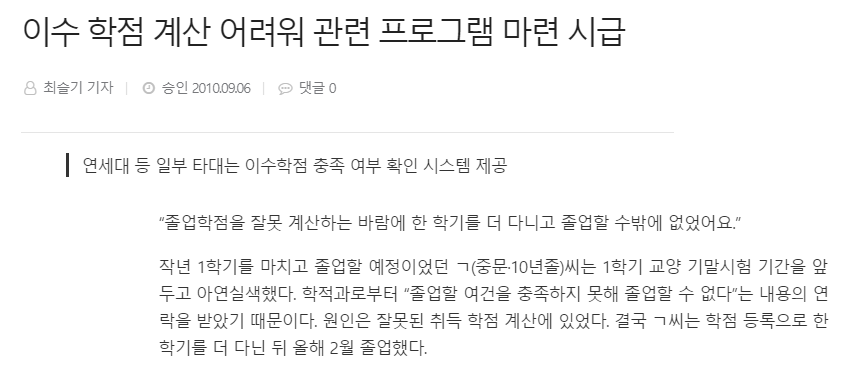 이수 학점 계산 어려워 관련 프로그램 마련 시급
최슬기 기자 승인 2010.09.06 댓글 0
연세대 등 일부 타대는 이수학점 충족 여부 확인 시스템 제공
“졸업학점을 잘못 계산하는 바람에 한 학기를 더 다니고 졸업할 수밖에 없었어요.”
작년 1학기를 마치고 졸업할 예정이었던 ㄱ(중문·10년졸)씨는 1학기 교양 기말시험 기간을 앞
두고 아연실색했다. 학적과로부터 “졸업할 여건을 충족하지 못해 졸업할 수 없다”는 내용의 연
락을 받았기 때문이다. 원인은 잘못된 취득 학점 계산에 있었다. 결국 ㄱ씨는 학점 등록으로 한
학기를 더 다닌 뒤 올해 2월 졸업했다.